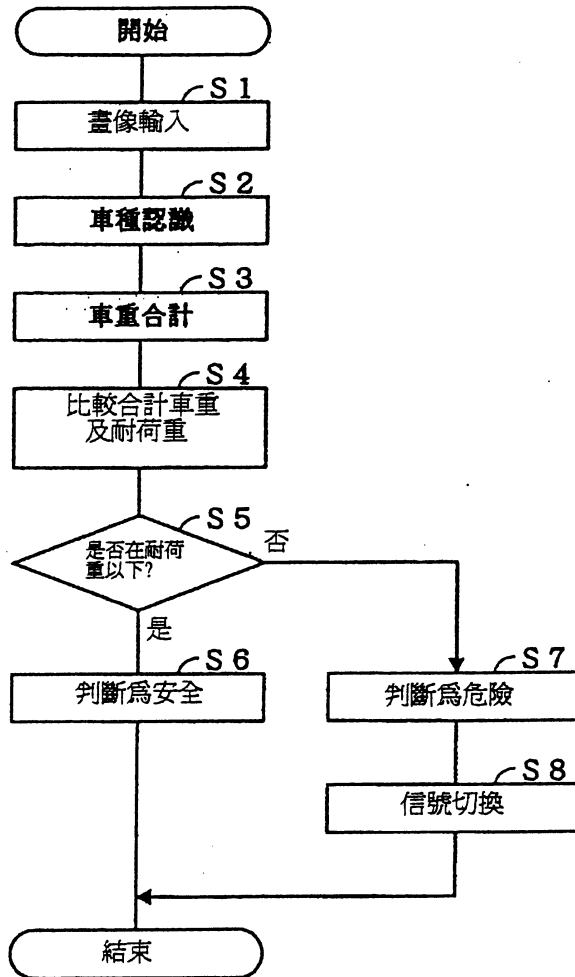 開始
S1
畫像輸入
S2
車種認識
S3
車重合計
S4
比較合計車重
及耐荷重
S5
是否在耐荷
重以下?
否
是
S6
判斷爲安全
S7
判斷爲危險
S8
信號切換
結束